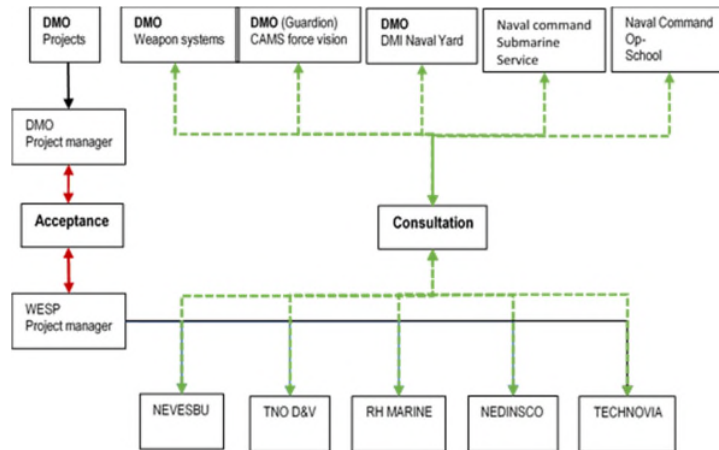 DMO
Projects
DMO
Weapon systems
DMO (Guardion)
CAMS force vision
DMO
DMI Naval Yard
Naval command
Submarine
Service
Naval Command
Op-
School
DMO
Project manager
Acceptance
Consultation
WESP
Project manager
NEVESBU
TNO D&V
RH MARINE
NEDINSCO
TECHNOVIA